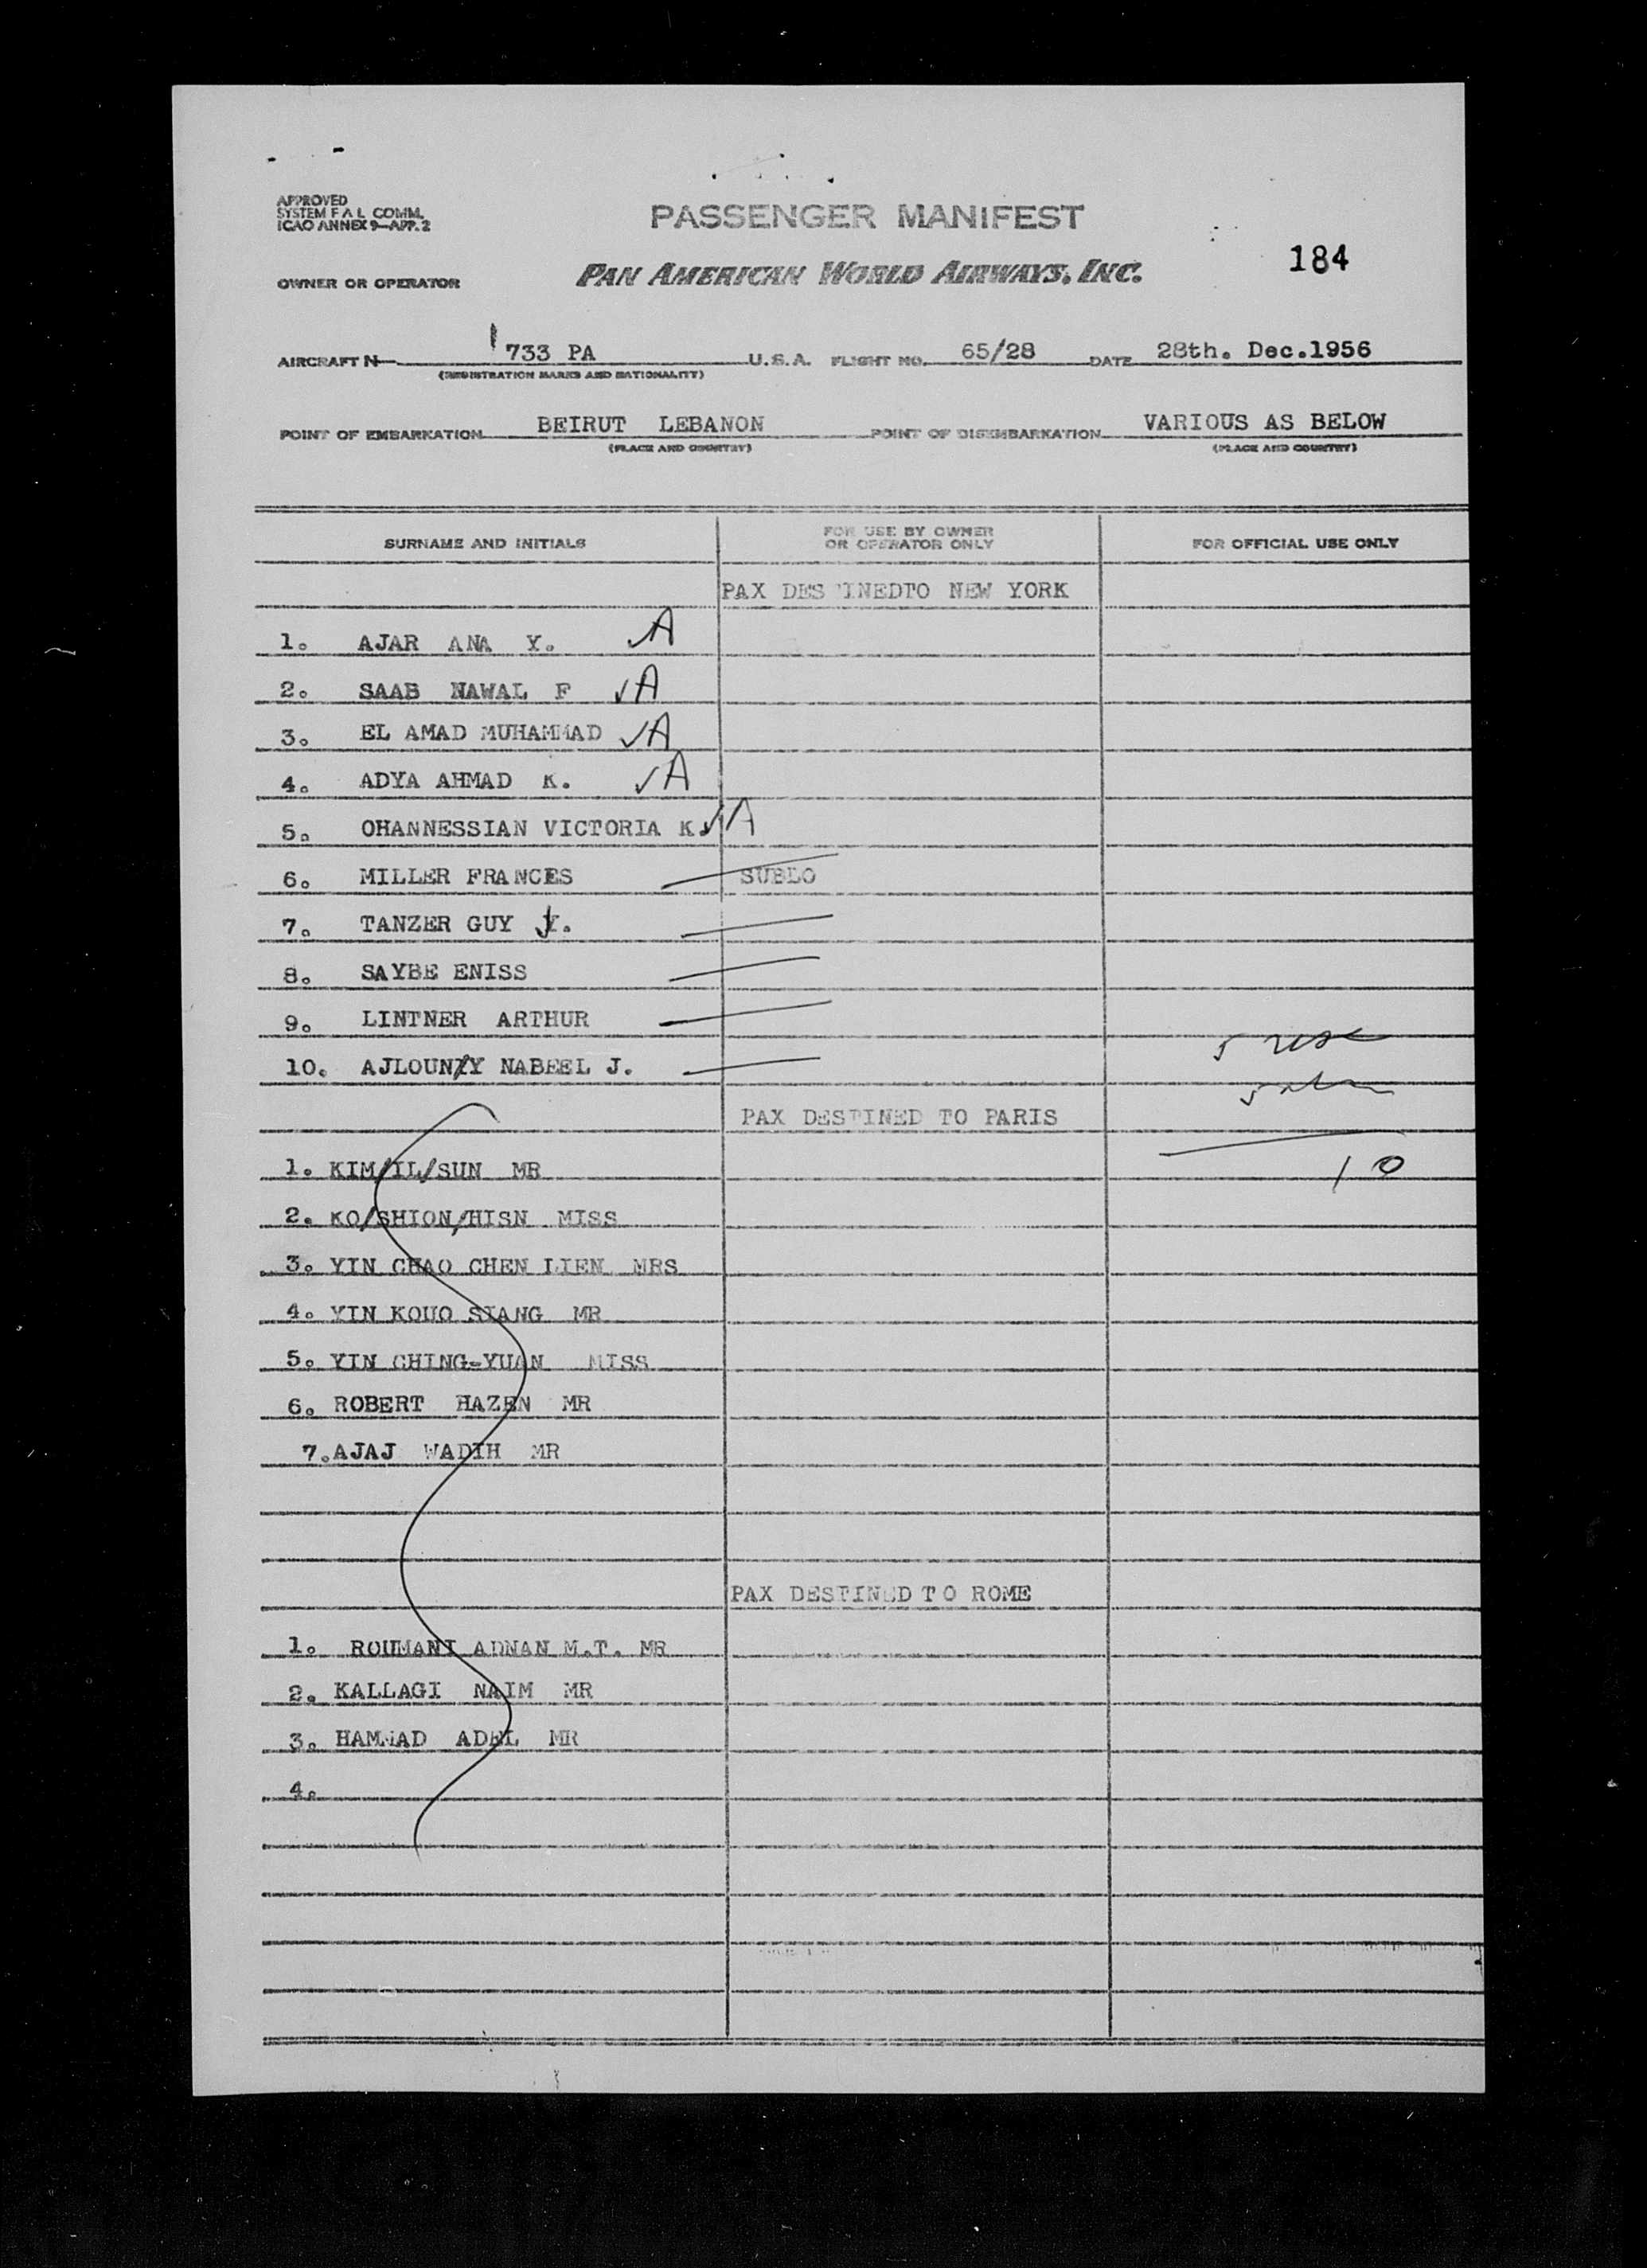 APPROVED
SYSTEM F A L COMM.
ICAO ANNEX 9—APP. 2
PASSENGER MANIFEST
184
OWNER OR OPERATOR PAN AMERICAN WORLD AIRWAYS, INC.
AIRCRAFT N 733 PA U.S.A. FLIGHT NO. 65/28 DATE 28th. Dec.1956
(REGISTRATION MARKS AND NATIONALITY)
POINT OF EMBARKATION BEIRUT LEBANON POINT OF DISEMBARKATION VARIOUS AS BELOW
(PLACE AND COUNTRY) (PLACE AND COUNTRY)
SURNAME AND INITIALS FOR USE BY OWNER OR OPERATOR ONLY FOR OFFICIAL USE ONLY
PAX DES INEDTO NEW YORK
1. AJAR ANA Y. ✓A
2. SAAB NAWAL F ✓A
3. EL AMAD MUHAMMAD ✓A
4. ADYA AHMAD K. ✓A
5. OHANNESSIAN VICTORIA K. ✓A
6. MILLER FRANCES SUBLO
7. TANZER GUY J.
8. SAYBE ENISS
9. LINTNER ARTHUR
5 usc
10. AJLOUNY NABEEL J.
5
PAX DESTINED TO PARIS
1. KIM/IL/SUN MR
10
2. KO/SHION/HISN MISS
3. YIN CHAO CHEN LIEN MRS
4. YIN KOUO SIANG MR
5. YIN CHING-YUAN MISS
6. ROBERT HAZEN MR
7. AJAJ WADIH MR
PAX DESTINED TO ROME
1. ROUMANI ADNAN M.T. MR
2. KALLAGI NAIM MR
3. HAMMAD ADEL MR
4.